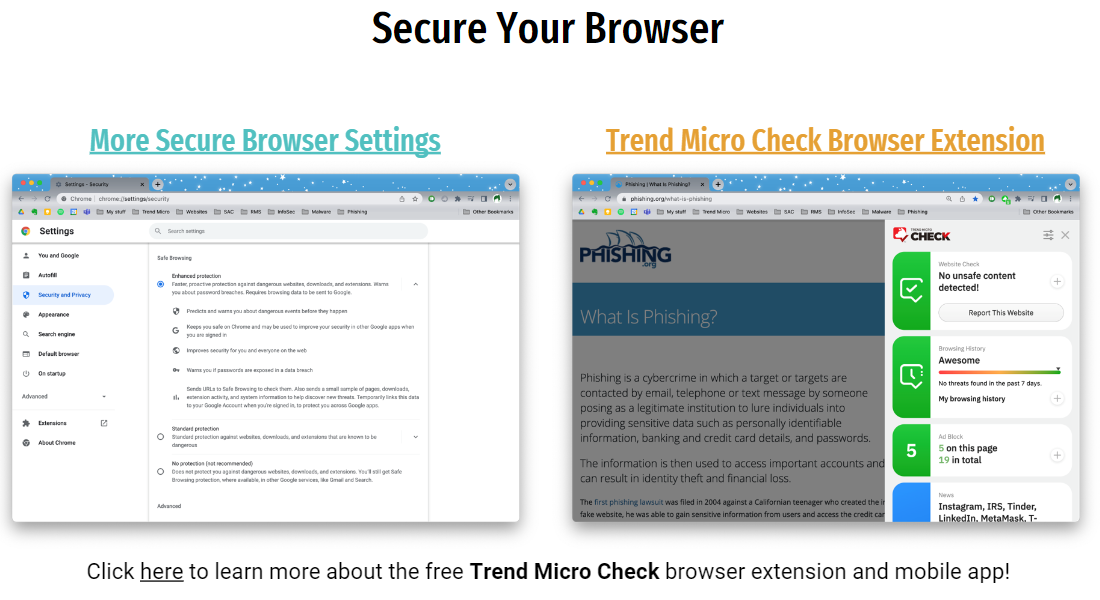 Secure Your Browser
More Secure Browser Settings
Trend Micro Check Browser Extension
Settings - Security
Chrome | chrome://settings/security
My stuff Trend Micro Websites SAC RMS InfoSec Malware Phishing Other Bookmarks
Settings
Search settings
You and Google
Autofill
Security and Privacy
Appearance
Search engine
Default browser
On startup
Advanced
Extensions
About Chrome
Safe Browsing
Enhanced protection
Faster, proactive protection against dangerous websites, downloads, and extensions. Warns
you about password breaches. Requires browsing data to be sent to Google.
Predicts and warns you about dangerous events before they happen
Keeps you safe on Chrome and may be used to improve your security in other Google apps when
you are signed in
Improves security for you and everyone on the web
Warns you if passwords are exposed in a data breach
Sends URLs to Safe Browsing to check them. Also sends a small sample of pages, downloads,
extension activity, and system information to help discover new threats. Temporarily links this data
to your Google Account when you're signed in, to protect you across Google apps.
Standard protection
Standard protection against websites, downloads, and extensions that are known to be
dangerous
No protection (not recommended)
Does not protect you against dangerous websites, downloads, and extensions. You'll still get Safe
Browsing protection, where available, in other Google services, like Gmail and Search.
Advanced
Phishing | What Is Phishing?
phishing.org/what-is-phishing
My stuff Trend Micro Websites SAC RMS InfoSec Malware Phishing Other Bookmarks
PHISHING
.org
What Is Phishing?
Phishing is a cybercrime in which a target or targets are
contacted by email, telephone or text message by someone
posing as a legitimate institution to lure individuals into
providing sensitive data such as personally identifiable
information, banking and credit card details, and passwords.
The information is then used to access important accounts and
can result in identity theft and financial loss.
The first phishing lawsuit was filed in 2004 against a Californian teenager who created the
fake website, he was able to gain sensitive information from users and access the credit
TREND MICRO
CHECK
Website Check
No unsafe content
detected!
Report This Website
Browsing History
Awesome
No threats found in the past 7 days.
My browsing history
5
Ad Block
5 on this page
19 in total
News
Instagram, IRS, Tinder,
LinkedIn, MetaMask, T-
Click here to learn more about the free Trend Micro Check browser extension and mobile app!